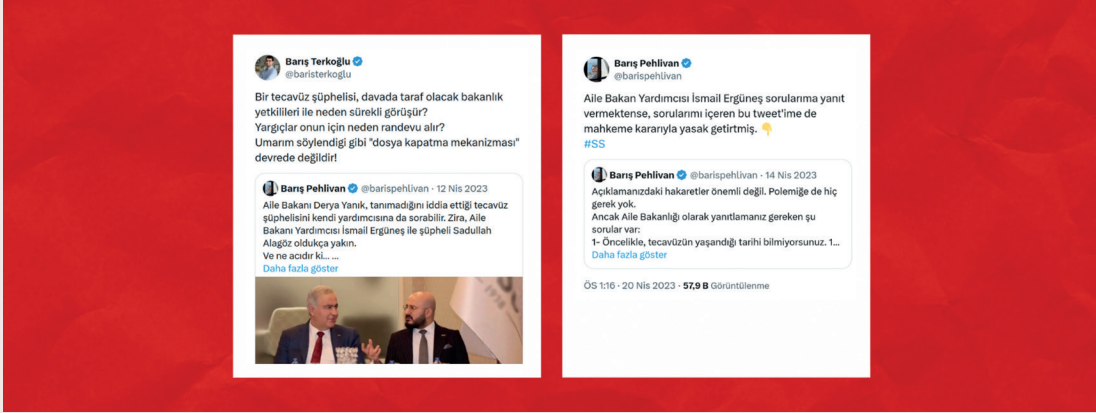 Barış Terkoğlu
@baristerkoglu
Bir tecavüz şüphelisi, davada taraf olacak bakanlık
yetkilileri ile neden sürekli görüşür?
Yargıçlar onun için neden randevu alır?
Umarım söylendigi gibi "dosya kapatma mekanizması"
devrede değildir!
Barış Pehlivan @barispehlivan · 12 Nis 2023
Aile Bakanı Derya Yanık, tanımadığını iddia ettiği tecavüz
şüphelisini kendi yardımcısına da sorabilir. Zira, Aile
Bakanı Yardımcısı İsmail Ergüneş ile şüpheli Sadullah
Alagöz oldukça yakın.
Ve ne acıdır ki... ...
Daha fazla göster
Barış Pehlivan
@barispehlivan
Aile Bakan Yardımcısı İsmail Ergüneş sorularıma yanıt
vermektense, sorularımı içeren bu tweet'ime de
mahkeme kararıyla yasak getirtmiş. 👇
#SS
Barış Pehlivan @barispehlivan · 14 Nis 2023
Açıklamanızdaki hakaretler önemli değil. Polemiğe de hiç
gerek yok.
Ancak Aile Bakanlığı olarak yanıtlamanız gereken şu
sorular var:
1- Öncelikle, tecavüzün yaşandığı tarihi bilmiyorsunuz. 1...
Daha fazla göster
ÖS 1:16 · 20 Nis 2023 · 57,9 B Görüntülenme